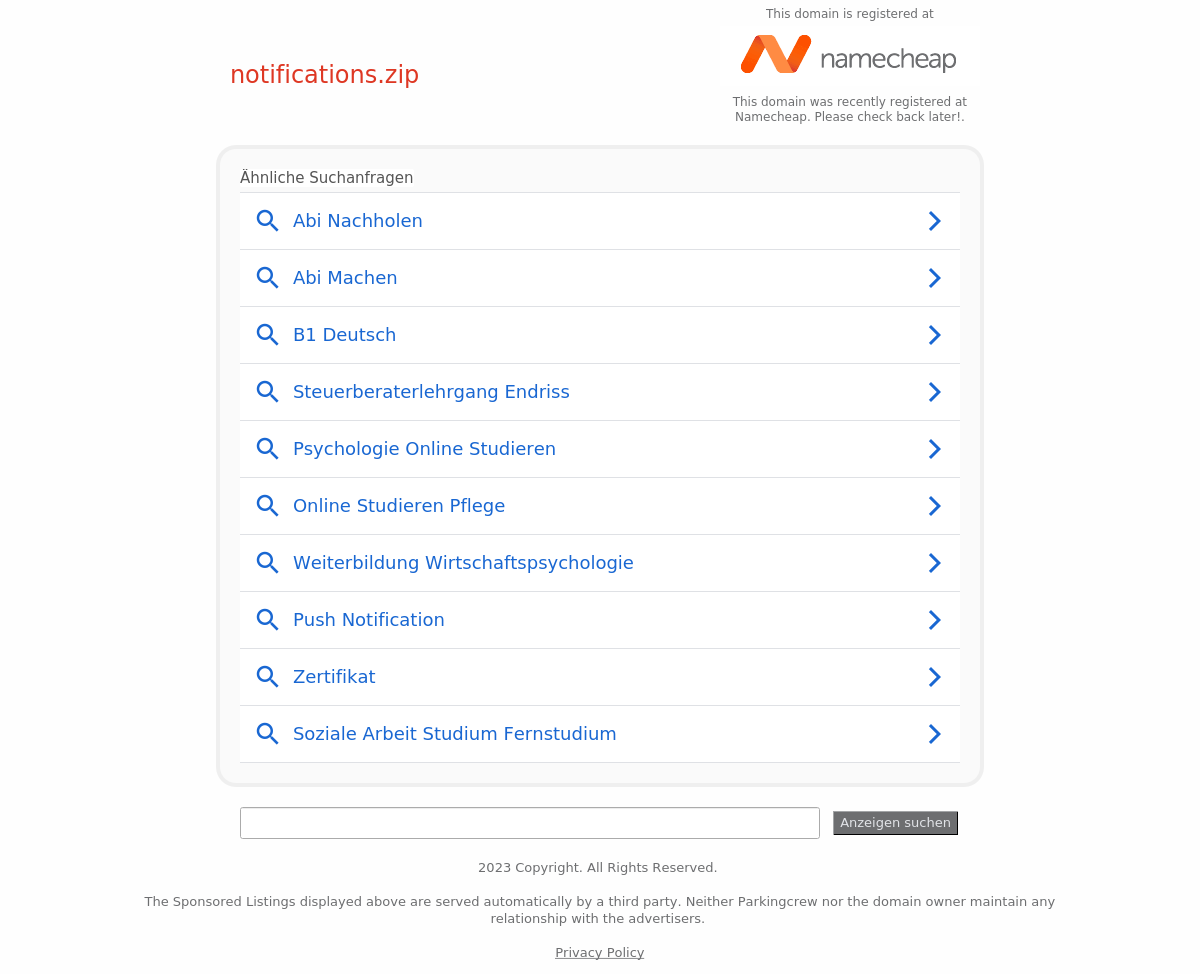 This domain is registered at
namecheap
notifications.zip
This domain was recently registered at
Namecheap. Please check back later!.
Ähnliche Suchanfragen
Abi Nachholen
Abi Machen
B1 Deutsch
Steuerberaterlehrgang Endriss
Psychologie Online Studieren
Online Studieren Pflege
Weiterbildung Wirtschaftspsychologie
Push Notification
Zertifikat
Soziale Arbeit Studium Fernstudium
Anzeigen suchen
2023 Copyright. All Rights Reserved.
The Sponsored Listings displayed above are served automatically by a third party. Neither Parkingcrew nor the domain owner maintain any
relationship with the advertisers.
Privacy Policy